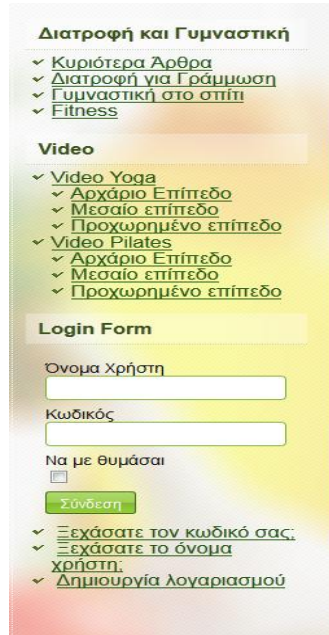 Διατροφή και Γυμναστική
Κυριότερα Άρθρα
Διατροφή για Γράμμωση
Γυμναστική στο σπίτι
Fitness
Video
Video Yoga
Αρχάριο Επίπεδο
Μεσαίο επίπεδο
Προχωρημένο επίπεδο
Video Pilates
Αρχάριο Επίπεδο
Μεσαίο επίπεδο
Προχωρημένο επίπεδο
Login Form
Όνομα Χρήστη
Κωδικός
Να με θυμάσαι
Σύνδεση
Ξεχάσατε τον κωδικό σας;
Ξεχάσατε το όνομα
χρήστη;
Δημιουργία λογαριασμού